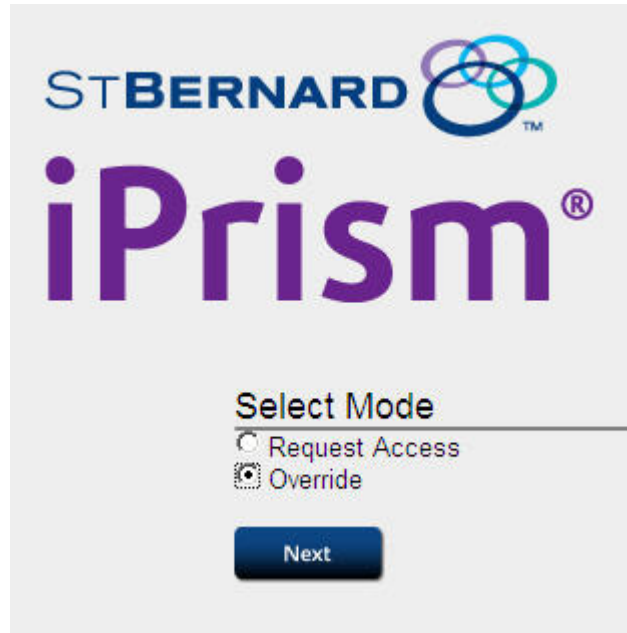 STBERNARD TM
iPrism®
Select Mode
Request Access
Override
Next